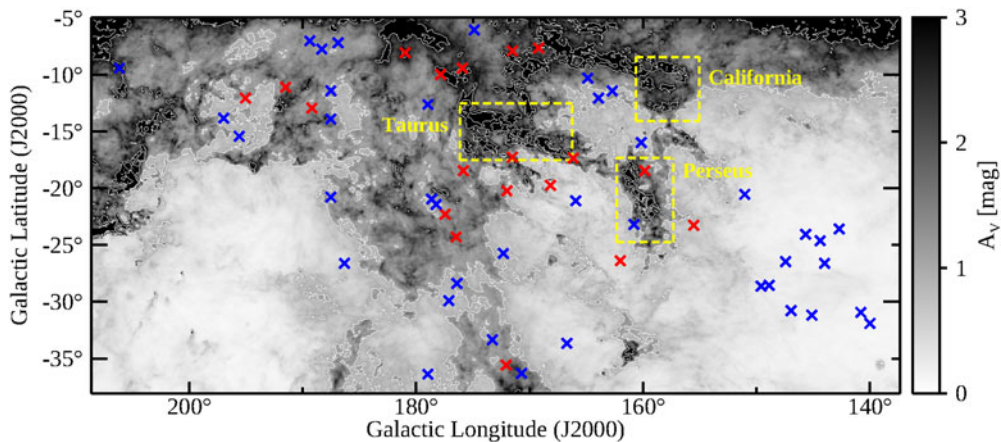 -5°
-10°
-15°
-20°
-25°
-30°
-35°
Galactic Latitude (J2000)
California
Taurus
Perseus
200°
180°
160°
140°
Galactic Longitude (J2000)
3
2
1
0
Aᵥ [mag]